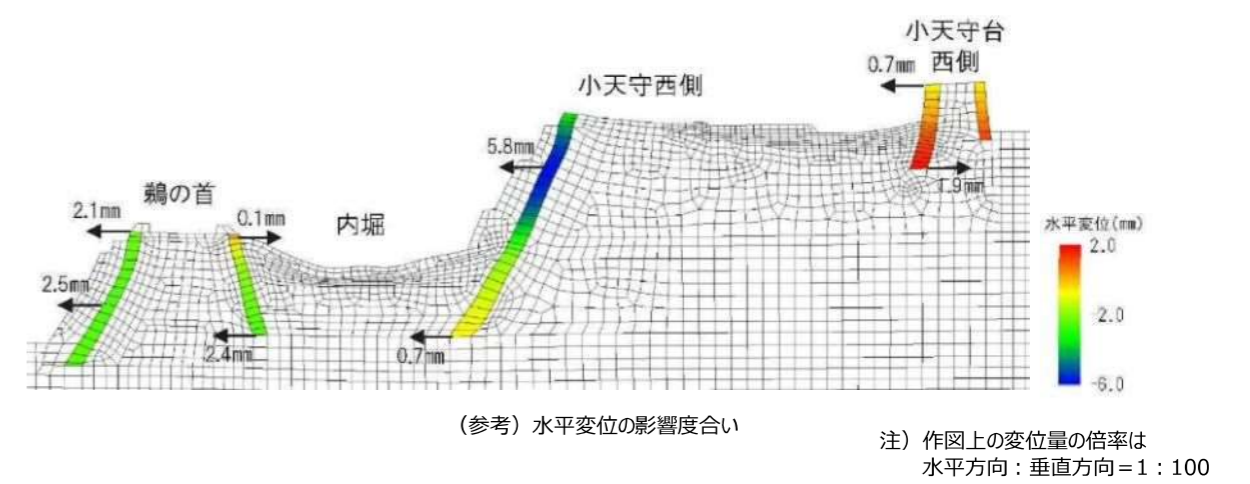 小天守台
西側
0.7mm
小天守西側
5.8mm
1.9mm
鵜の首
2.1mm
0.1mm
内堀
水平変位(mm)
2.0
2.5mm
-2.0
2.4mm
0.7mm
-6.0
（参考）水平変位の影響度合い
注）作図上の変位量の倍率は
水平方向：垂直方向＝1：100